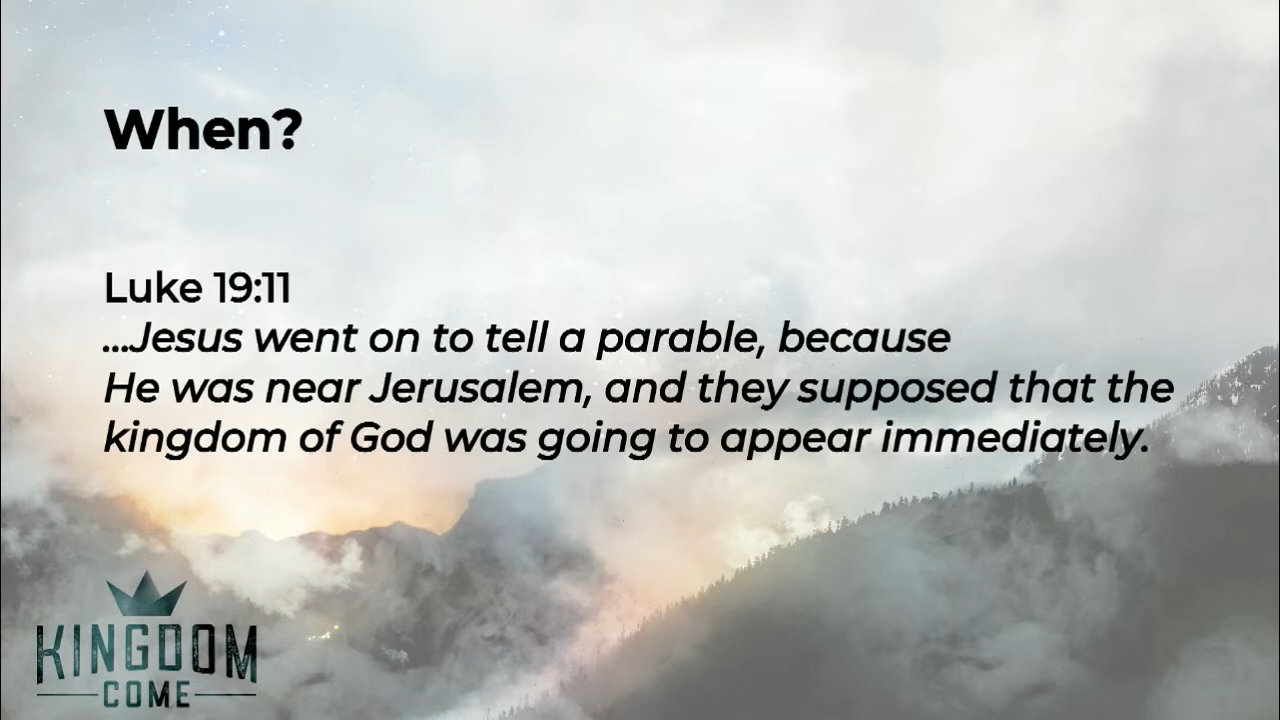 When?
Luke 19:11
...Jesus went on to tell a parable, because
He was near Jerusalem, and they supposed that the
kingdom of God was going to appear immediately.
KINGDOM
COME